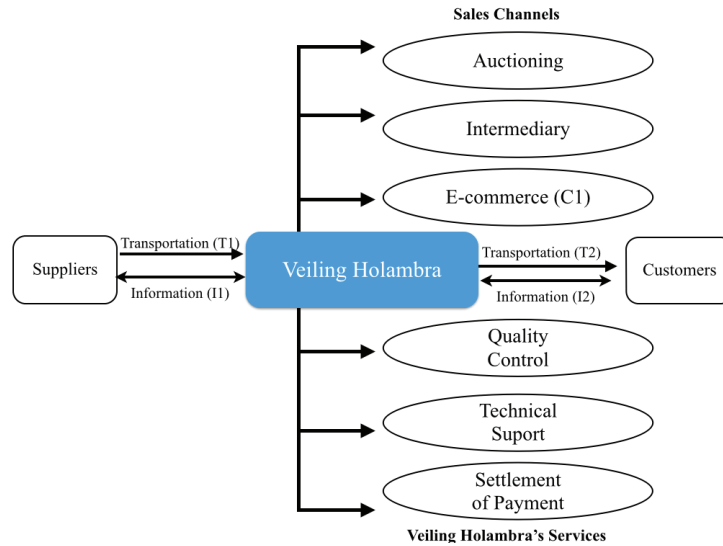 Sales Channels
Auctioning
Intermediary
E-commerce (C1)
Transportation (T1)
Suppliers
Information (I1)
Veiling Holambra
Transportation (T2)
Information (I2)
Customers
Quality
Control
Technical
Suport
Settlement
of Payment
Veiling Holambra’s Services